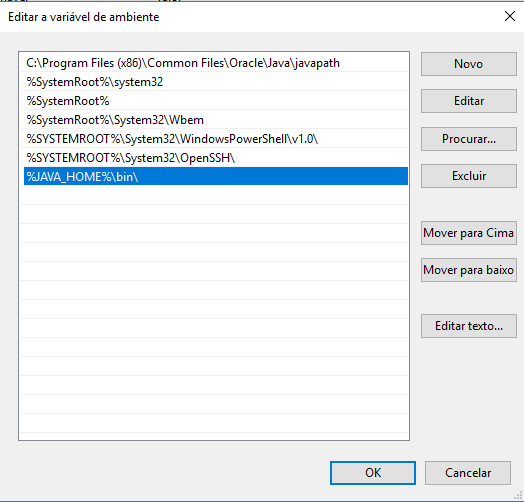 Editar a variável de ambiente
C:\Program Files (x86)\Common Files\Oracle\Java\javapath
%SystemRoot%\system32
%SystemRoot%
%SystemRoot%\System32\Wbem
%SYSTEMROOT%\System32\WindowsPowerShell\v1.0\
%SYSTEMROOT%\System32\OpenSSH\
%JAVA_HOME%\bin\
Novo
Editar
Procurar...
Excluir
Mover para Cima
Mover para baixo
Editar texto...
OK
Cancelar